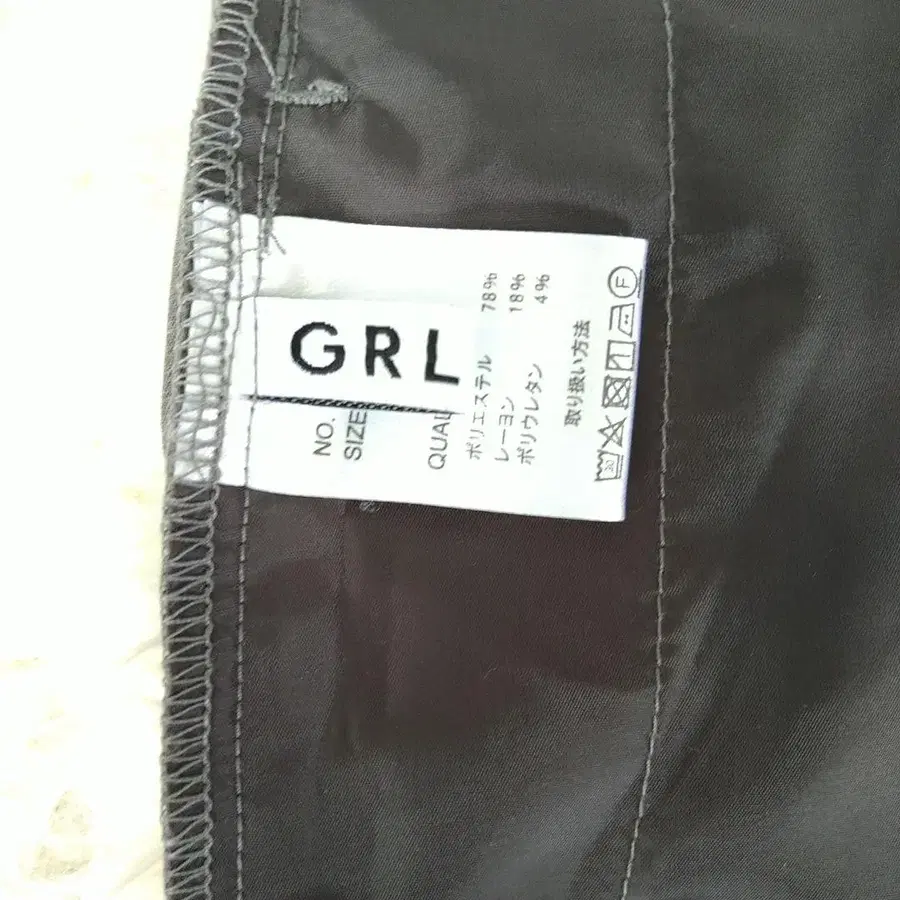 GRL
NO.
SIZE
QUAL
ポリエステル 78%
レーヨン 18%
ポリウレタン 4%
取り扱い方法
30 F